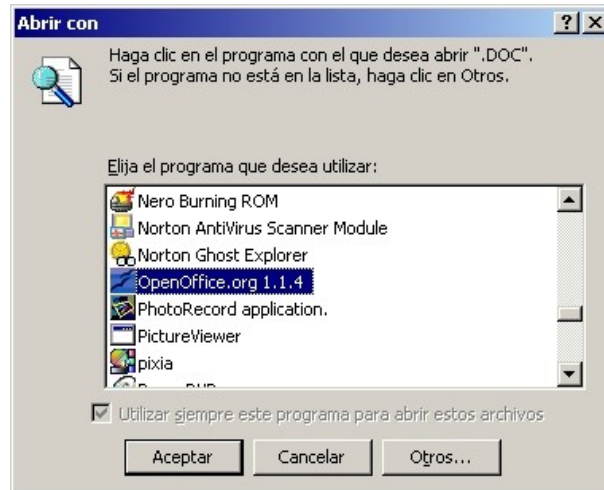 Abrir con
Haga clic en el programa con el que desea abrir ".DOC".
Si el programa no está en la lista, haga clic en Otros.
Elija el programa que desea utilizar:
Nero Burning ROM
Norton AntiVirus Scanner Module
Norton Ghost Explorer
OpenOffice.org 1.1.4
PhotoRecord application.
PictureViewer
pixia
Utilizar siempre este programa para abrir estos archivos
Aceptar
Cancelar
Otros...